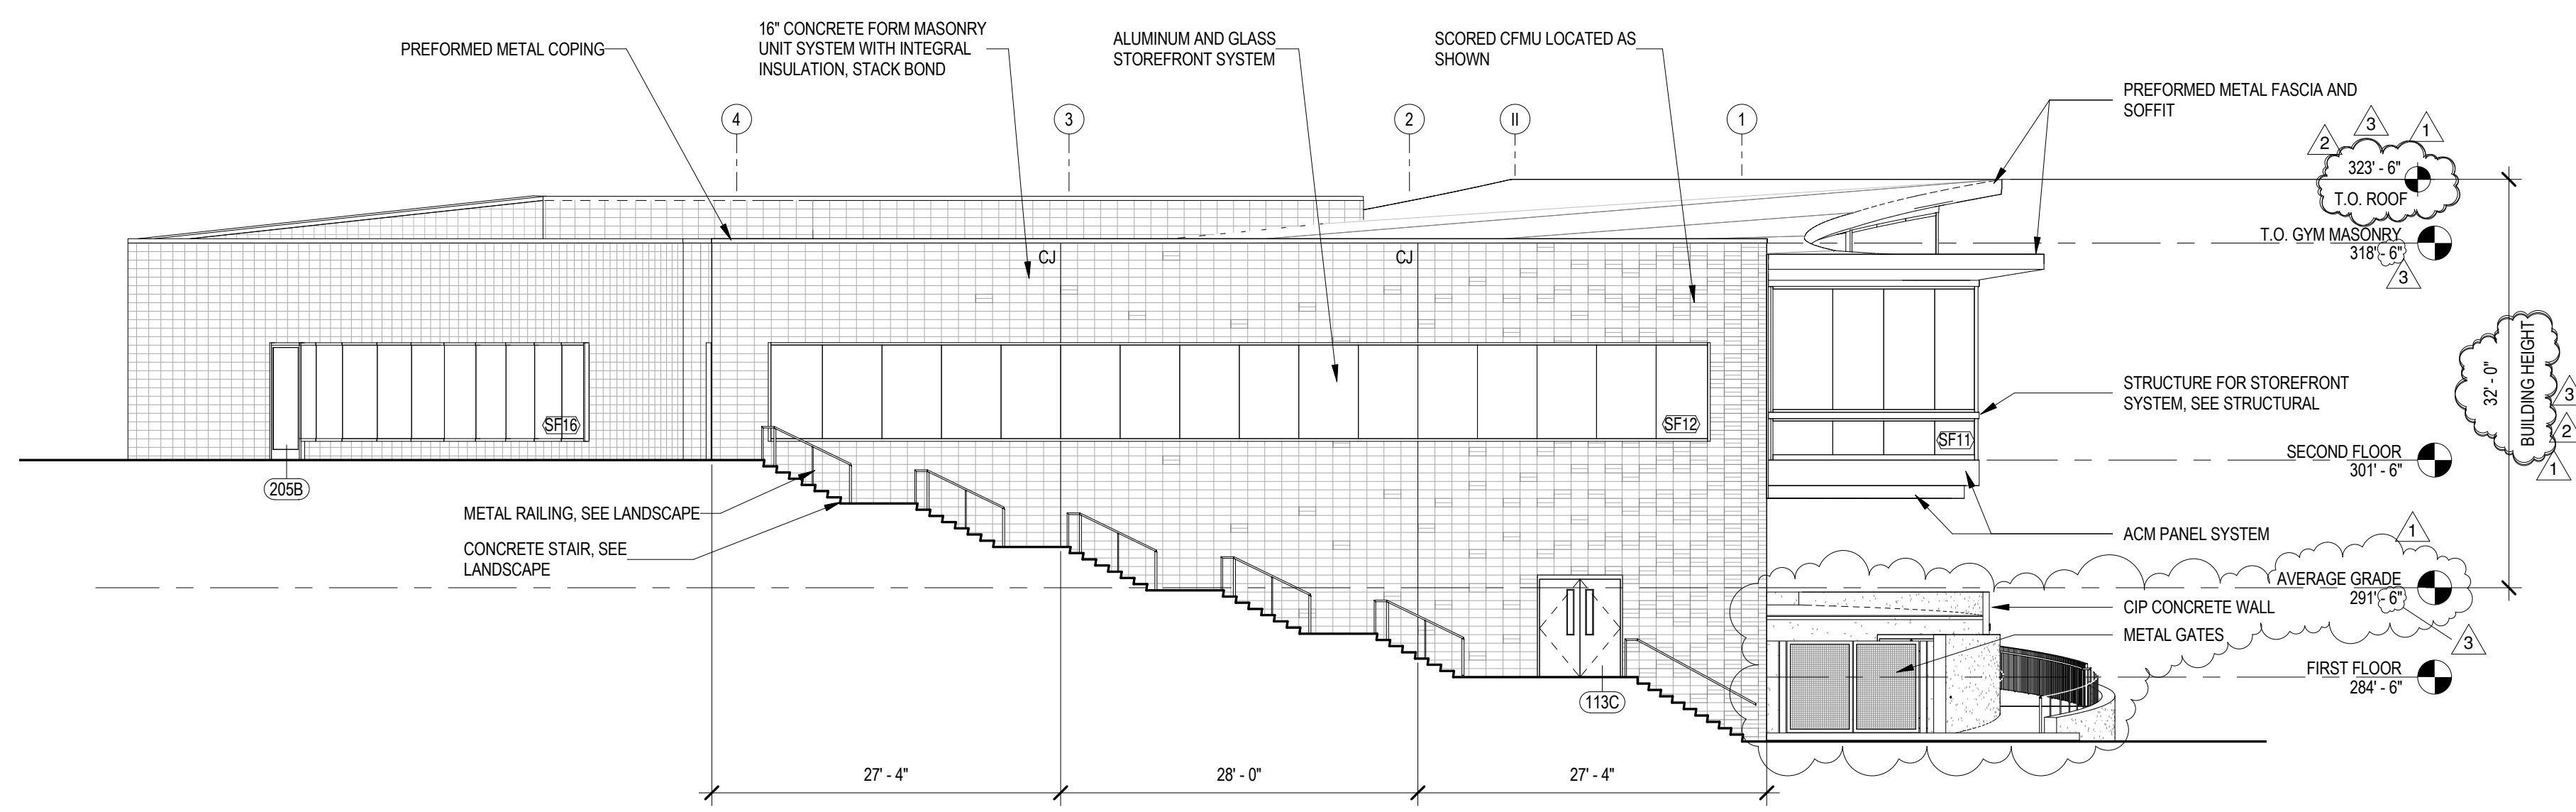 PREFORMED METAL COPING
16" CONCRETE FORM MASONRY
UNIT SYSTEM WITH INTEGRAL
INSULATION, STACK BOND
ALUMINUM AND GLASS
STOREFRONT SYSTEM
SCORED CFMU LOCATED AS
SHOWN
PREFORMED METAL FASCIA AND
SOFFIT
4
3
2
II
1
2
3
1
323' - 6"
T.O. ROOF
T.O. GYM MASONRY
318' - 6"
3
CJ
CJ
SF16
SF12
SF11
205B
STRUCTURE FOR STOREFRONT
SYSTEM, SEE STRUCTURAL
32' - 0"
BUILDING HEIGHT
3
2
1
SECOND FLOOR
301' - 6"
METAL RAILING, SEE LANDSCAPE
CONCRETE STAIR, SEE
LANDSCAPE
ACM PANEL SYSTEM
1
AVERAGE GRADE
291' - 6"
CIP CONCRETE WALL
METAL GATES
3
FIRST FLOOR
284' - 6"
113C
27' - 4"
28' - 0"
27' - 4"